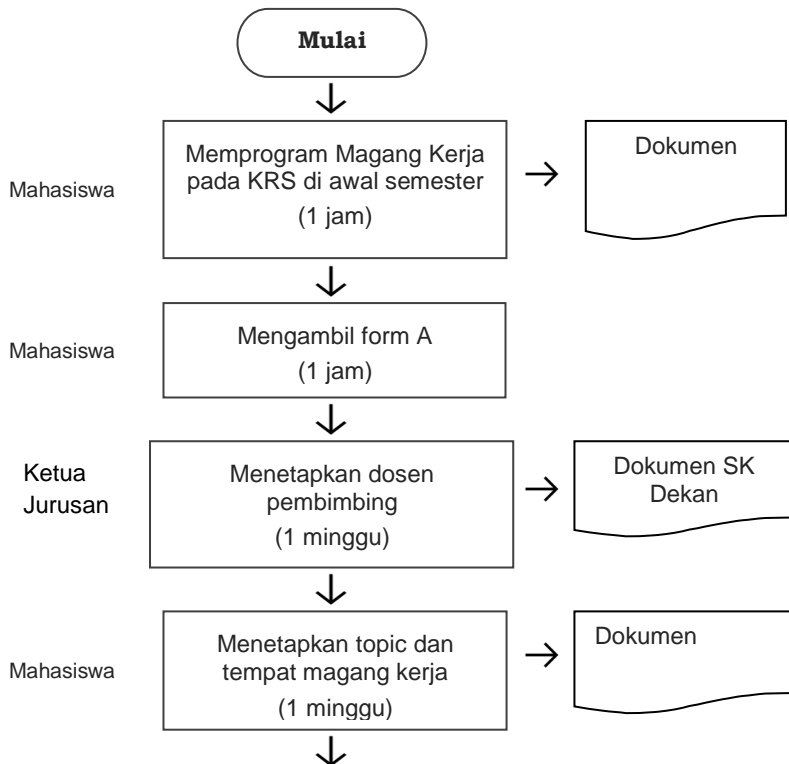 Mulai
Mahasiswa
Memprogram Magang Kerja
pada KRS di awal semester
(1 jam)
Dokumen
Mahasiswa
Mengambil form A
(1 jam)
Ketua
Jurusan
Menetapkan dosen
pembimbing
(1 minggu)
Dokumen SK
Dekan
Mahasiswa
Menetapkan topic dan
tempat magang kerja
(1 minggu)
Dokumen